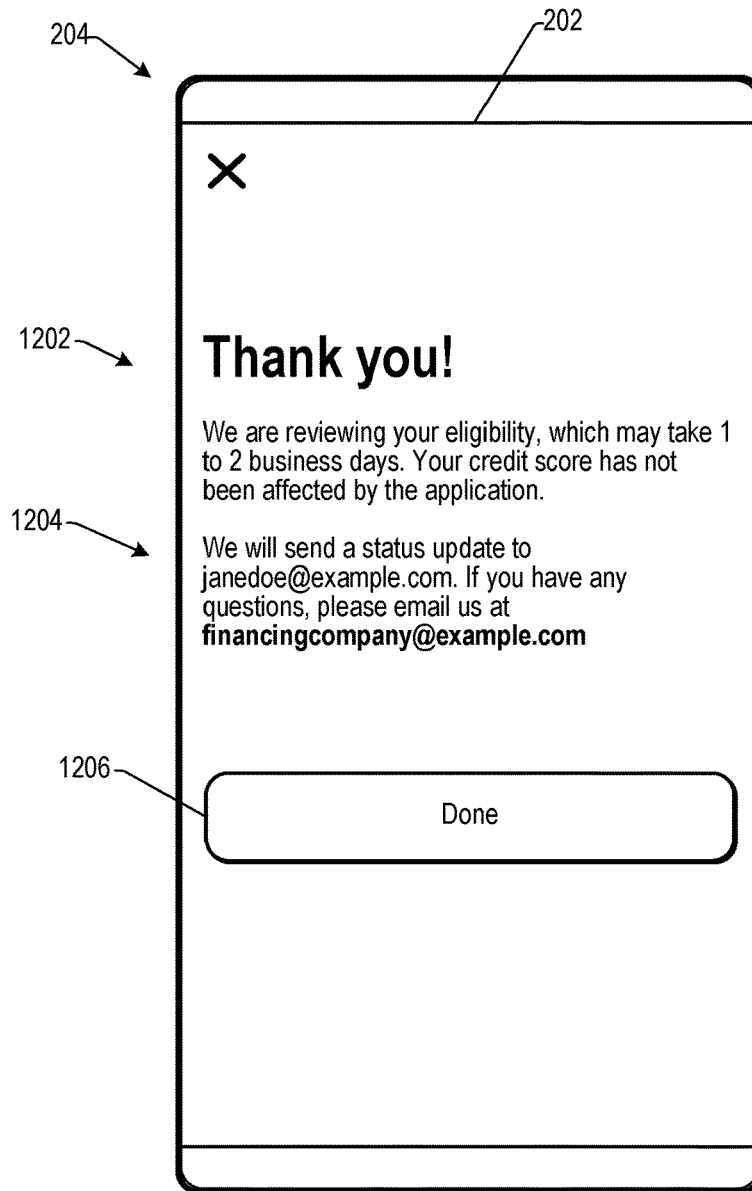 204
202
1202
Thank you!
We are reviewing your eligibility, which may take 1
to 2 business days. Your credit score has not
been affected by the application.
1204
We will send a status update to
janedoe@example.com. If you have any
questions, please email us at
financingcompany@example.com
1206
Done